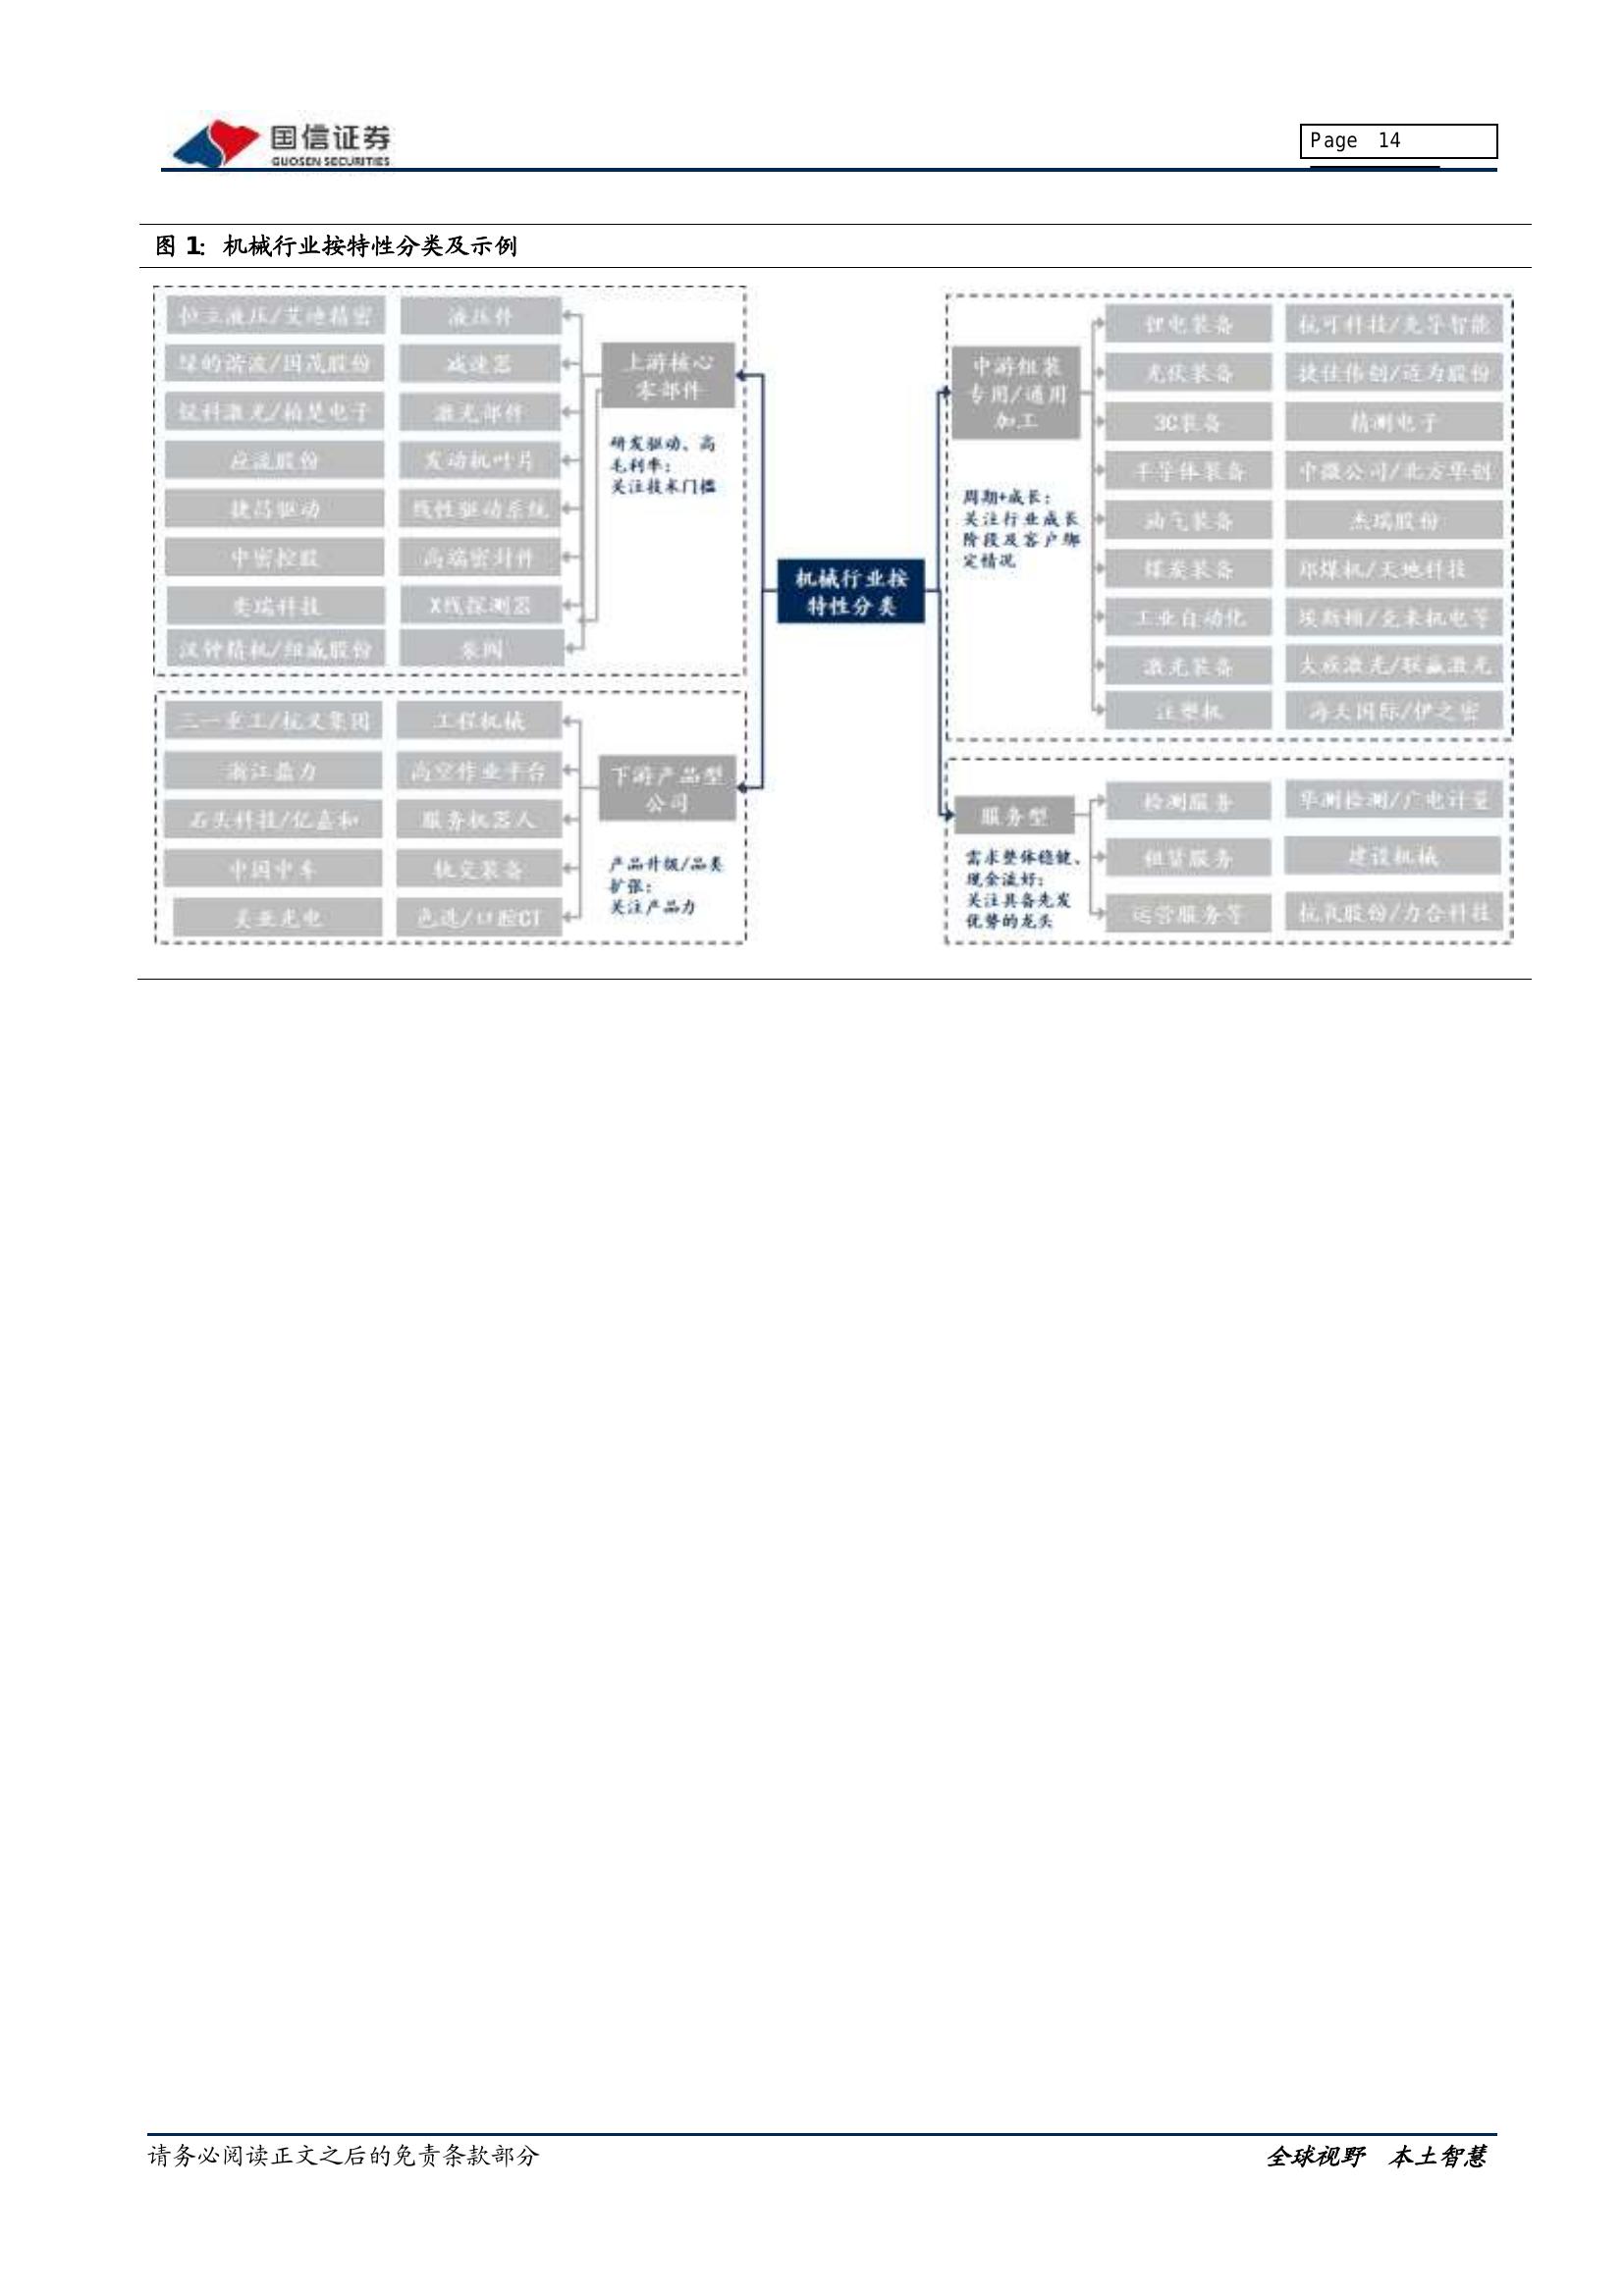 国信证券
GUOSEN SECURITIES
Page 14
图 1: 机械行业按特性分类及示例
恒立液压/艾迪精密
液压件
绿的谐波/国茂股份
减速器
锐科激光/柏楚电子
激光部件
应流股份
发动机叶片
捷昌驱动
线性驱动系统
中密控股
高端密封件
奕瑞科技
X线探测器
汉钟精机/纽威股份
泵阀
上游核心
零部件
研发驱动、高
毛利率;
关注技术门槛
三一重工/杭叉集团
工程机械
浙江鼎力
高空作业平台
石头科技/亿嘉和
服务机器人
中国中车
轨交装备
美亚光电
色选/口腔CT
下游产品型
公司
产品升级/品类
扩张;
关注产品力
机械行业按
特性分类
中游组装
专用/通用
加工
周期+成长;
关注行业成长
阶段及客户绑
定情况
锂电装备
杭可科技/先导智能
光伏装备
捷佳伟创/迈为股份
3C装备
精测电子
半导体装备
中微公司/北方华创
油气装备
杰瑞股份
煤炭装备
郑煤机/天地科技
工业自动化
埃斯顿/克来机电等
激光装备
大族激光/联赢激光
注塑机
海天国际/伊之密
服务型
需求整体稳健、
现金流好;
关注具备先发
优势的龙头
检测服务
华测检测/广电计量
租赁服务
建设机械
运营服务等
杭氧股份/力合科技
请务必阅读正文之后的免责条款部分
全球视野 本土智慧